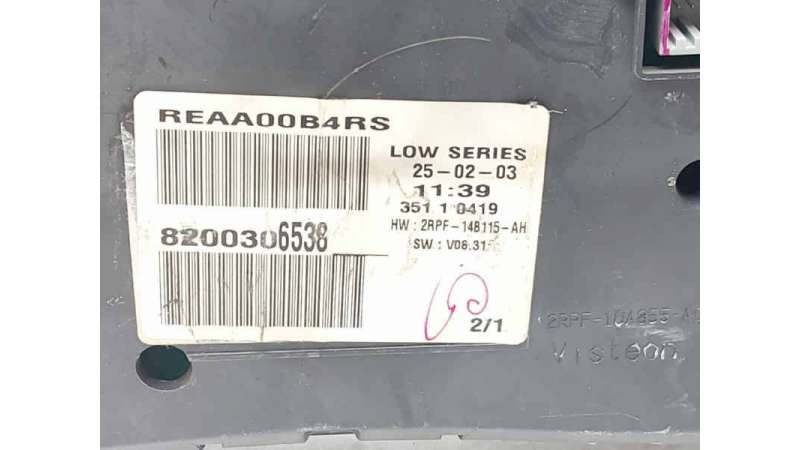 REAA00B4RS
LOW SERIES
25-02-03
11:39
351 1 0419
HW : 2RPF-14B115-AH
SW : V08.31
8200306538
2/1
Visteon